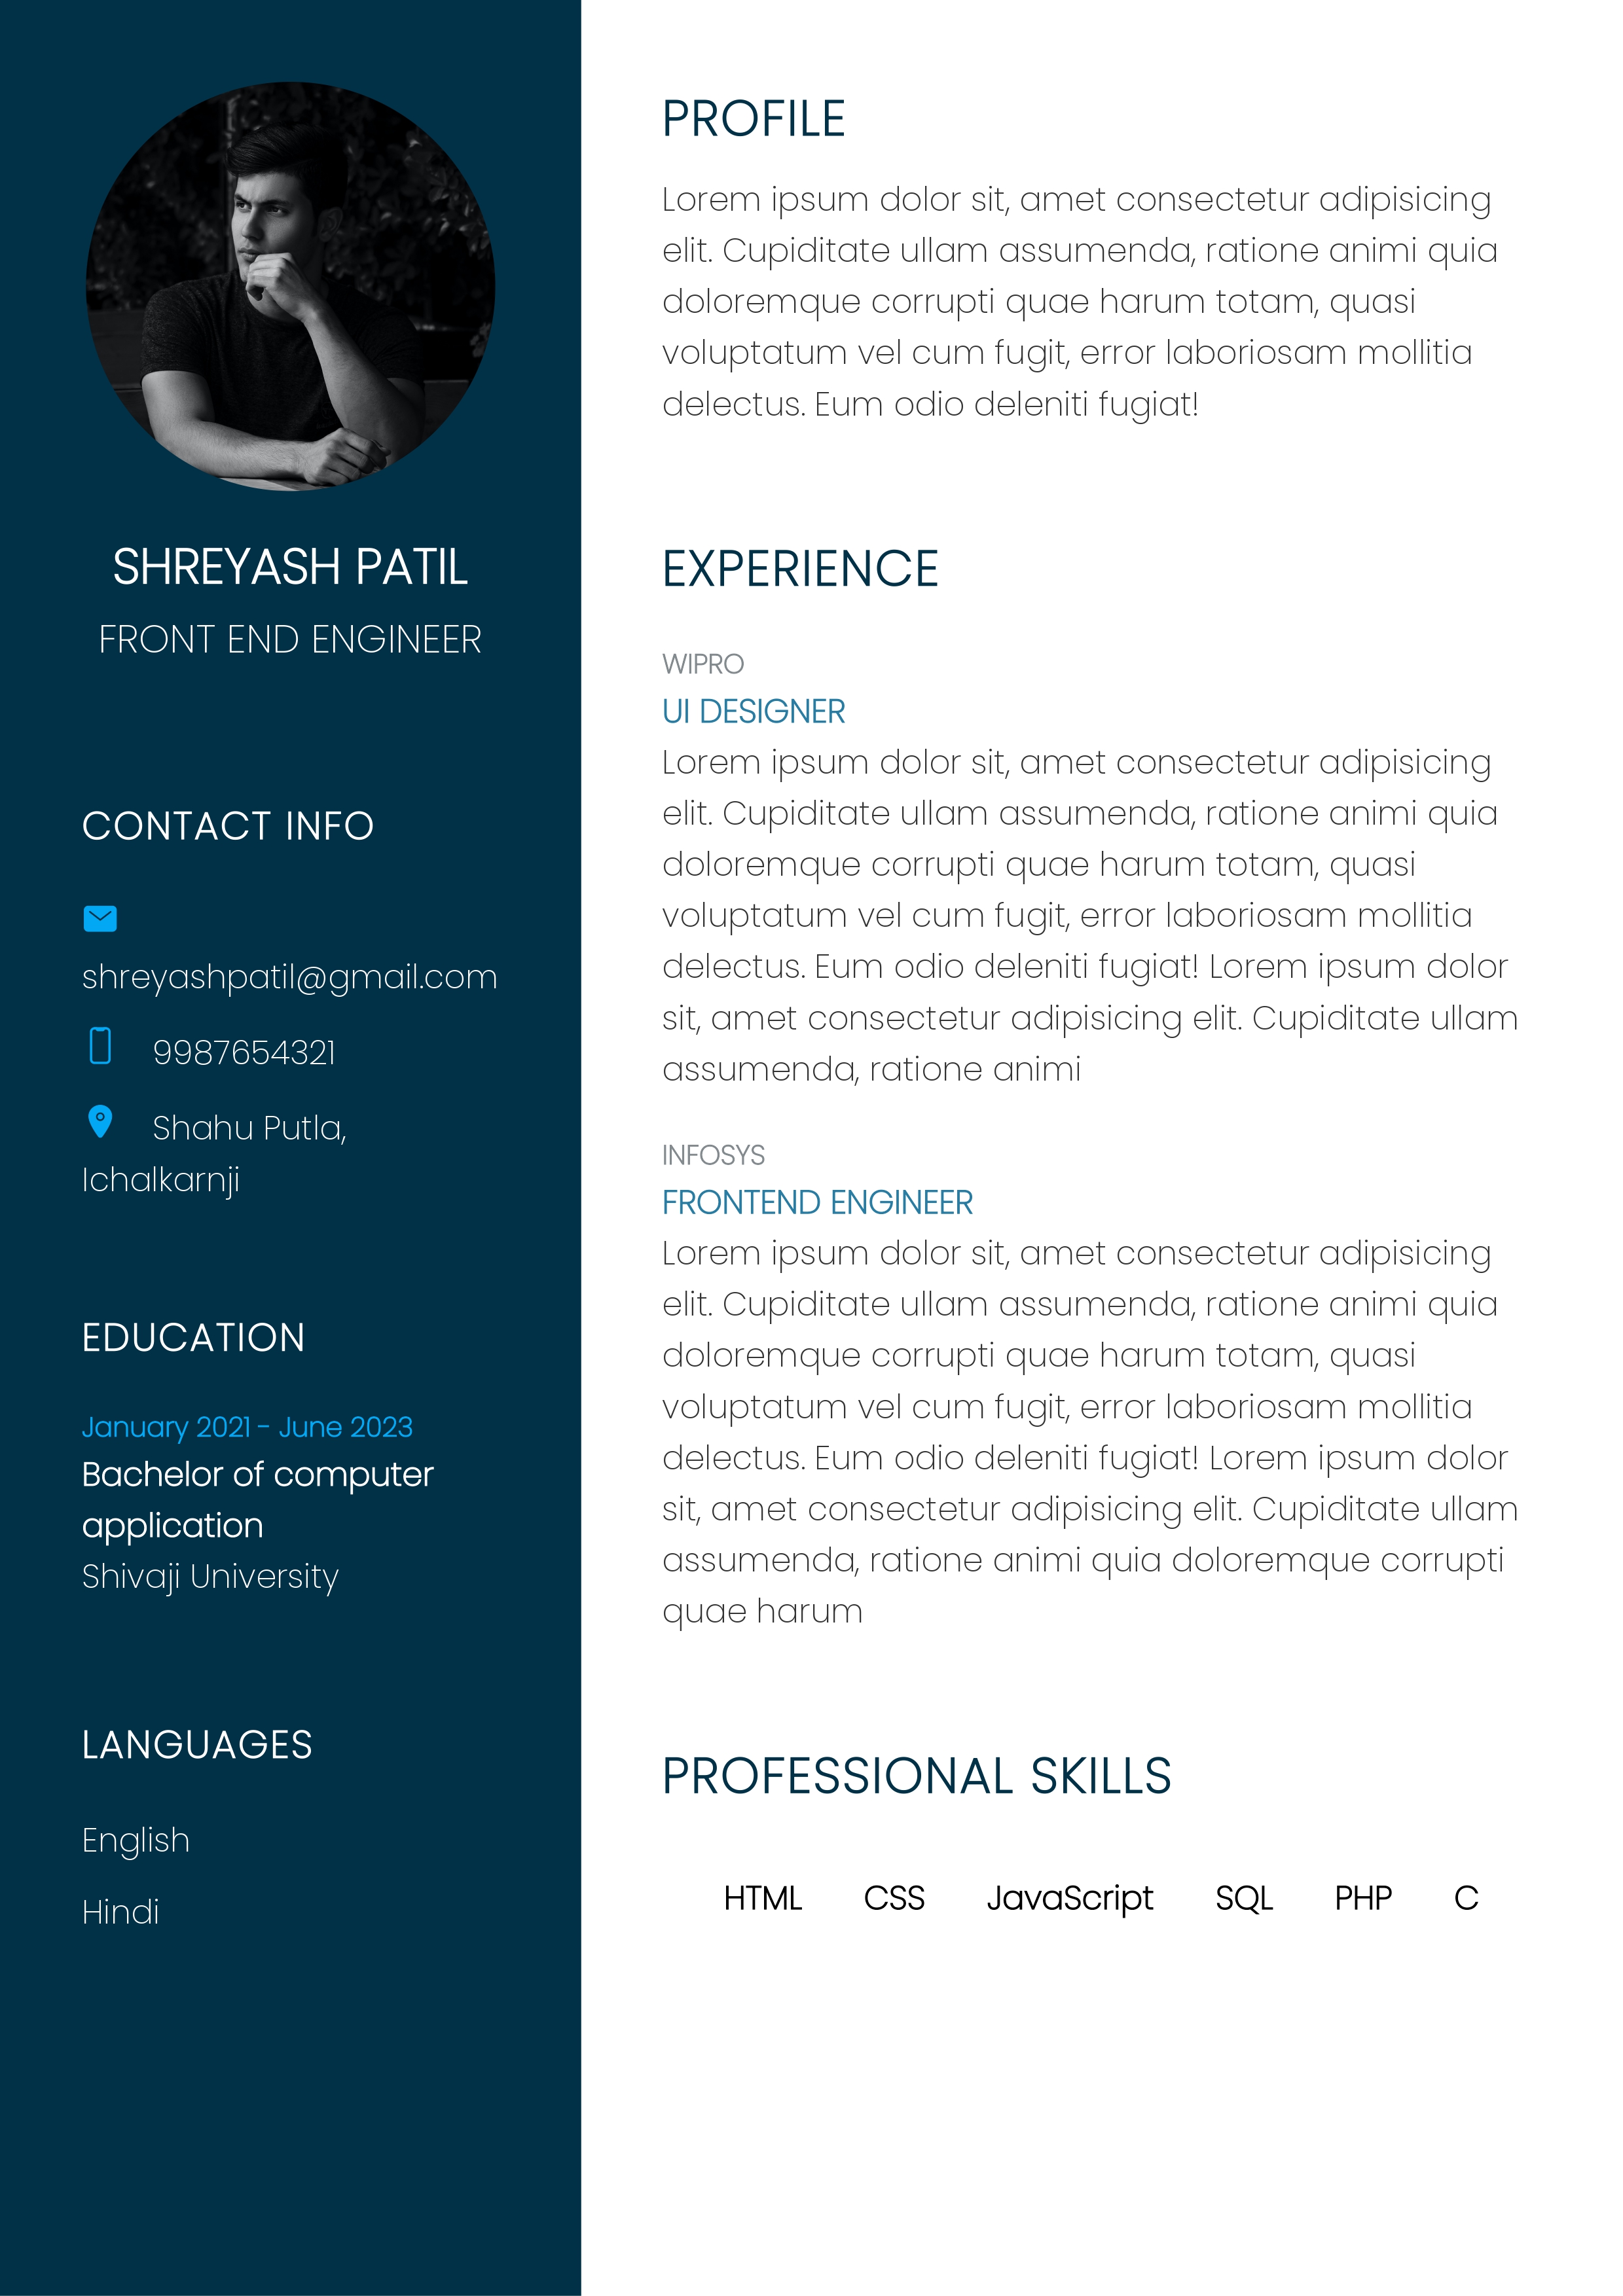 SHREYASH PATIL
FRONT END ENGINEER
CONTACT INFO
shreyashpatil@gmail.com
9987654321
Shahu Putla,
Ichalkarnji
EDUCATION
January 2021 - June 2023
Bachelor of computer
application
Shivaji University
LANGUAGES
English
Hindi
PROFILE
Lorem ipsum dolor sit, amet consectetur adipisicing
elit. Cupiditate ullam assumenda, ratione animi quia
doloremque corrupti quae harum totam, quasi
voluptatum vel cum fugit, error laboriosam mollitia
delectus. Eum odio deleniti fugiat!
EXPERIENCE
WIPRO
UI DESIGNER
Lorem ipsum dolor sit, amet consectetur adipisicing
elit. Cupiditate ullam assumenda, ratione animi quia
doloremque corrupti quae harum totam, quasi
voluptatum vel cum fugit, error laboriosam mollitia
delectus. Eum odio deleniti fugiat! Lorem ipsum dolor
sit, amet consectetur adipisicing elit. Cupiditate ullam
assumenda, ratione animi
INFOSYS
FRONTEND ENGINEER
Lorem ipsum dolor sit, amet consectetur adipisicing
elit. Cupiditate ullam assumenda, ratione animi quia
doloremque corrupti quae harum totam, quasi
voluptatum vel cum fugit, error laboriosam mollitia
delectus. Eum odio deleniti fugiat! Lorem ipsum dolor
sit, amet consectetur adipisicing elit. Cupiditate ullam
assumenda, ratione animi quia doloremque corrupti
quae harum
PROFESSIONAL SKILLS
HTML CSS JavaScript SQL PHP C